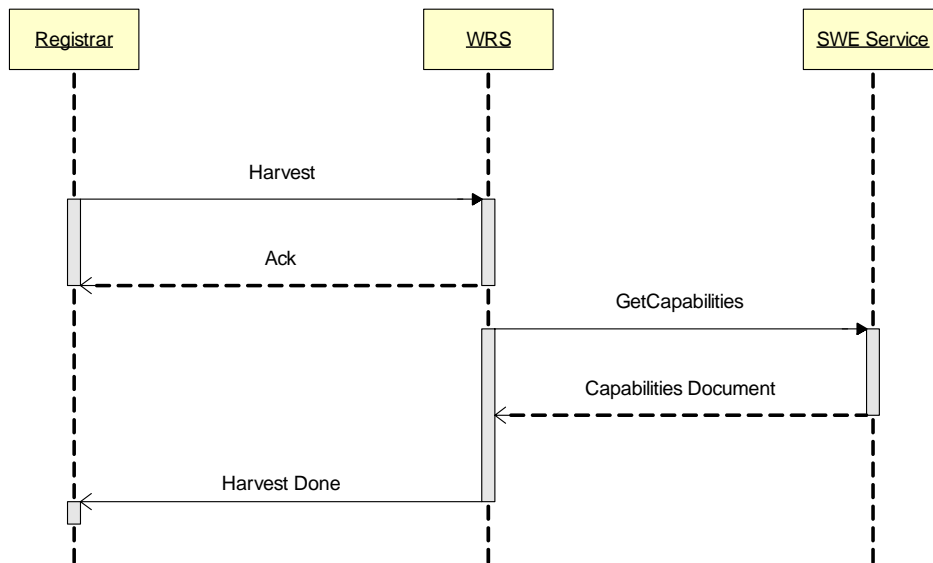 Registrar
WRS
SWE Service
Harvest
Ack
GetCapabilities
Capabilities Document
Harvest Done